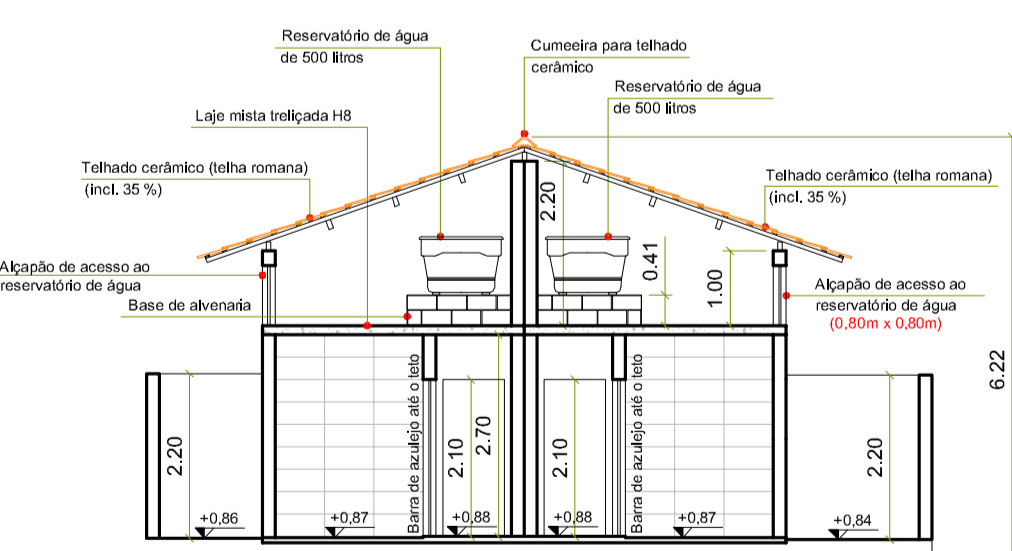 Reservatório de água
de 500 litros
Cumeeira para telhado
cerâmico
Reservatório de água
de 500 litros
Laje mista treliçada H8
Telhado cerâmico (telha romana)
(incl. 35 %)
Telhado cerâmico (telha romana)
(incl. 35 %)
2.20
0.41
1.00
Alçapão de acesso ao
reservatório de água
Base de alvenaria
Alçapão de acesso ao
reservatório de água
(0,80m x 0,80m)
6.22
2.20
Barra de azulejo até o teto
2.10
2.70
2.10
Barra de azulejo até o teto
2.20
+0,86
+0,87
+0,88
+0,88
+0,87
+0,84